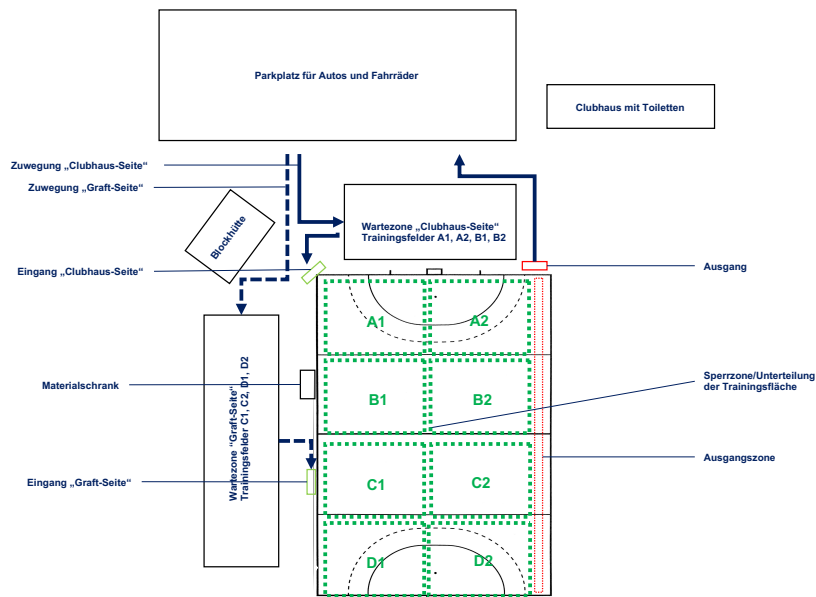 Parkplatz für Autos und Fahrräder
Clubhaus mit Toiletten
Zuwegung „Clubhaus-Seite“
Zuwegung „Graft-Seite“
Blockhütte
Wartezone „Clubhaus-Seite“
Trainingsfelder A1, A2, B1, B2
Eingang „Clubhaus-Seite“
Ausgang
A1
A2
Materialschrank
Wartezone “Graft-Seite“
Trainingsfelder C1, C2, D1, D2
B1
B2
Sperrzone/Unterteilung
der Trainingsfläche
Eingang „Graft-Seite“
C1
C2
Ausgangszone
D1
D2